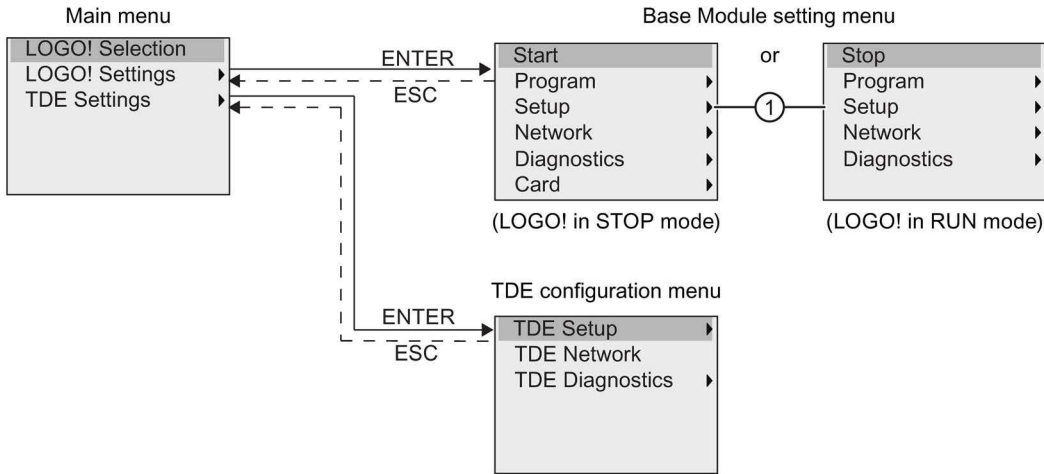 Main menu
LOGO! Selection
LOGO! Settings
TDE Settings
ENTER
ESC
Base Module setting menu
Start
Program
Setup
Network
Diagnostics
Card
(LOGO! in STOP mode)
or
1
Stop
Program
Setup
Network
Diagnostics
(LOGO! in RUN mode)
ENTER
ESC
TDE configuration menu
TDE Setup
TDE Network
TDE Diagnostics